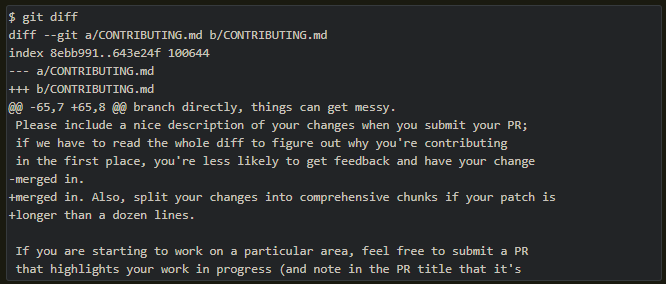 $ git diff
diff --git a/CONTRIBUTING.md b/CONTRIBUTING.md
index 8ebb991..643e24f 100644
--- a/CONTRIBUTING.md
+++ b/CONTRIBUTING.md
@@ -65,7 +65,8 @@ branch directly, things can get messy.
 Please include a nice description of your changes when you submit your PR;
 if we have to read the whole diff to figure out why you're contributing
 in the first place, you're less likely to get feedback and have your change
-merged in.
+merged in. Also, split your changes into comprehensive chunks if your patch is
+longer than a dozen lines.

 If you are starting to work on a particular area, feel free to submit a PR
 that highlights your work in progress (and note in the PR title that it's